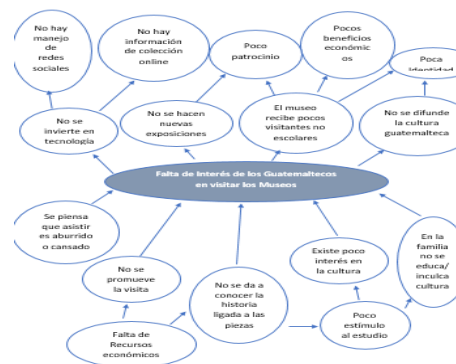 No hay
manejo
de
redes
sociales
No hay
información
de colección
online
Poco
patrocinio
Pocos
beneficios
económic
os
Poca
identidad
No se
invierte en
tecnología
No se hacen
nuevas
exposiciones
El museo
recibe pocos
visitantes no
escolares
No se difunde
la cultura
guatemalteca
Falta de Interés de los Guatemaltecos
en visitar los Museos
Se piensa
que asistir
es aburrido
o cansado
No se
promueve
la visita
No se da a
conocer la
historia
ligada a las
piezas
Existe poco
interés en
la cultura
En la
familia
no se
educa/
inculca
cultura
Falta de
Recursos
económicos
Poco
estímulo
al estudio